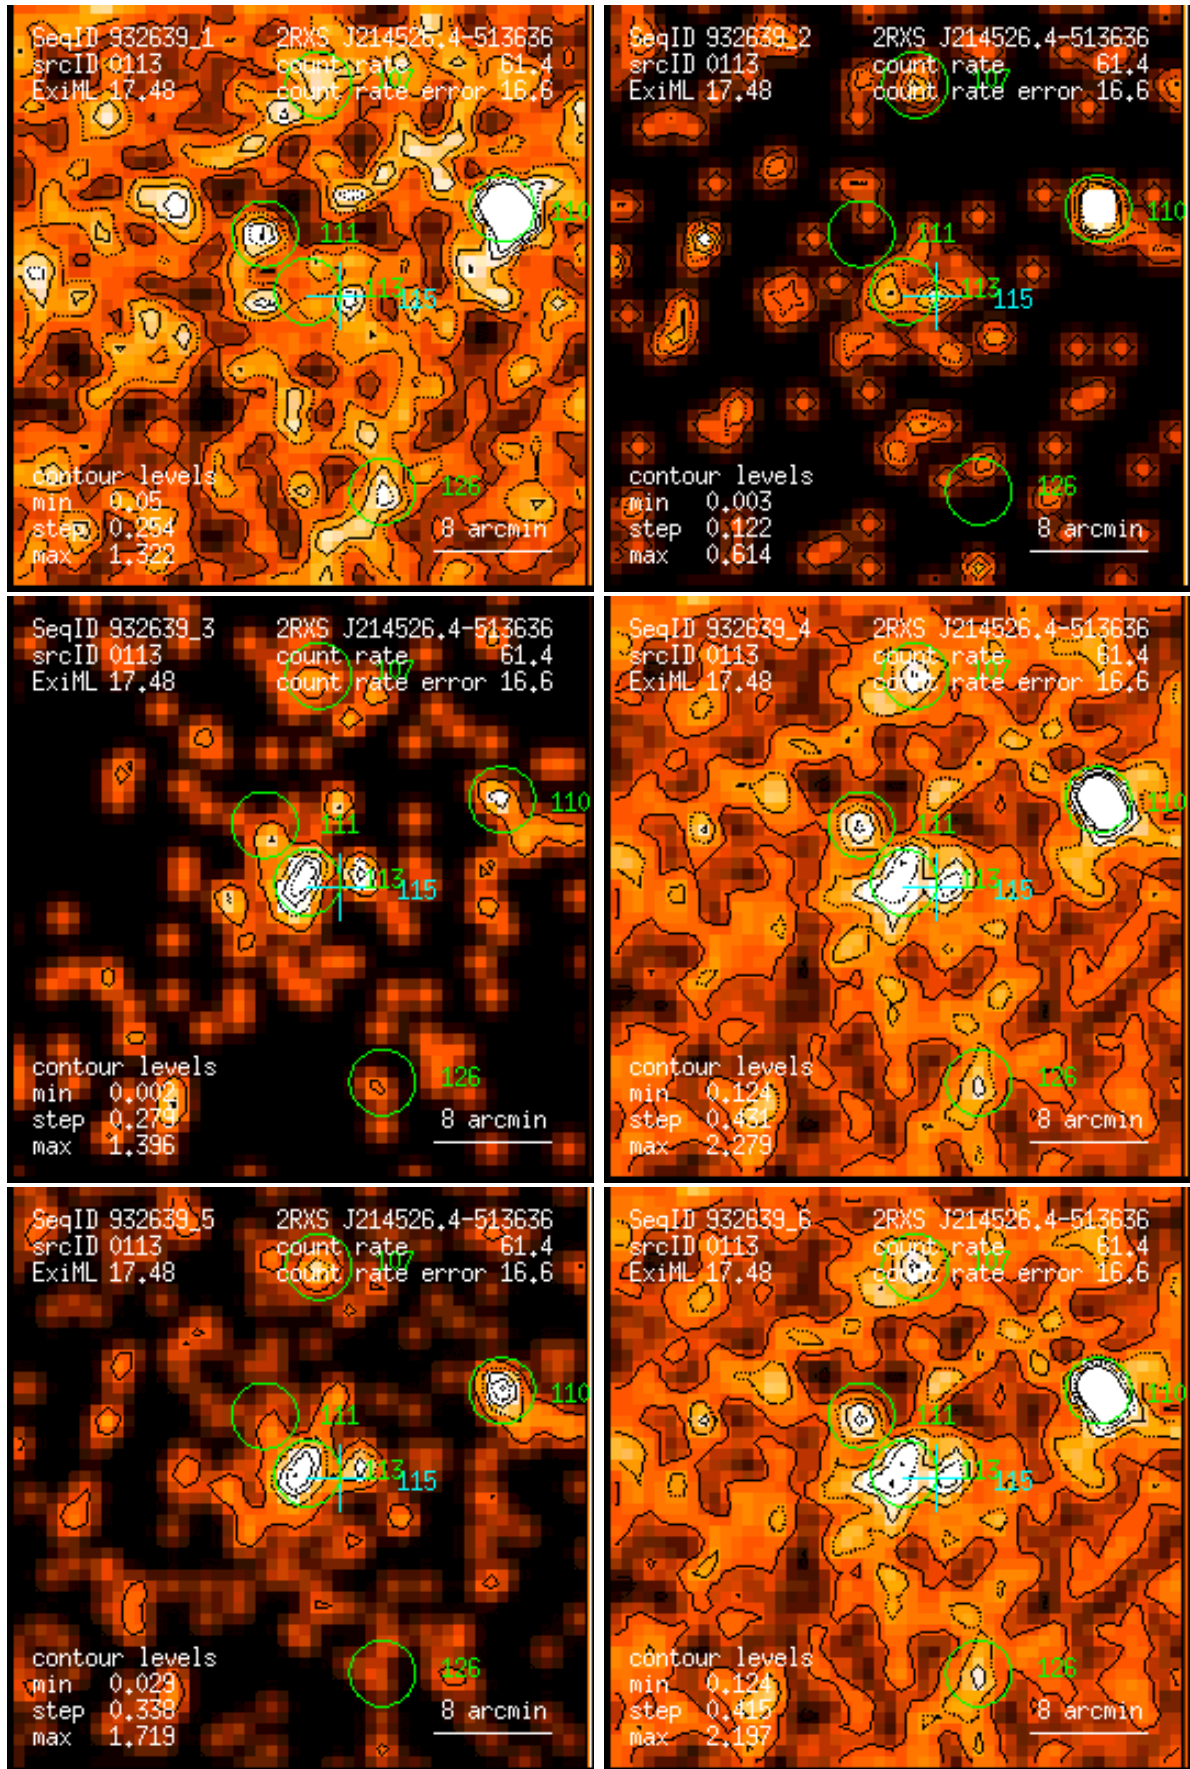 SeqID 932639_1 2RXS J214526.4-513636
srcID 0113 count rate 61.4
ExiML 17.48 count rate error 16.6
107
110
111
113
115
126
contour levels
min 0.05
step 0.254
max 1.322
8 arcmin
SeqID 932639_2 2RXS J214526.4-513636
srcID 0113 count rate 61.4
ExiML 17.48 count rate error 16.6
107
110
111
113
115
126
contour levels
min 0.003
step 0.122
max 0.614
8 arcmin
SeqID 932639_3 2RXS J214526.4-513636
srcID 0113 count rate 61.4
ExiML 17.48 count rate error 16.6
107
110
111
113
115
126
contour levels
min 0.002
step 0.279
max 1.396
8 arcmin
SeqID 932639_4 2RXS J214526.4-513636
srcID 0113 count rate 61.4
ExiML 17.48 count rate error 16.6
107
110
111
113
115
126
contour levels
min 0.124
step 0.431
max 2.279
8 arcmin
SeqID 932639_5 2RXS J214526.4-513636
srcID 0113 count rate 61.4
ExiML 17.48 count rate error 16.6
107
110
111
113
115
126
contour levels
min 0.029
step 0.338
max 1.719
8 arcmin
SeqID 932639_6 2RXS J214526.4-513636
srcID 0113 count rate 61.4
ExiML 17.48 count rate error 16.6
107
110
111
113
115
126
contour levels
min 0.124
step 0.415
max 2.197
8 arcmin